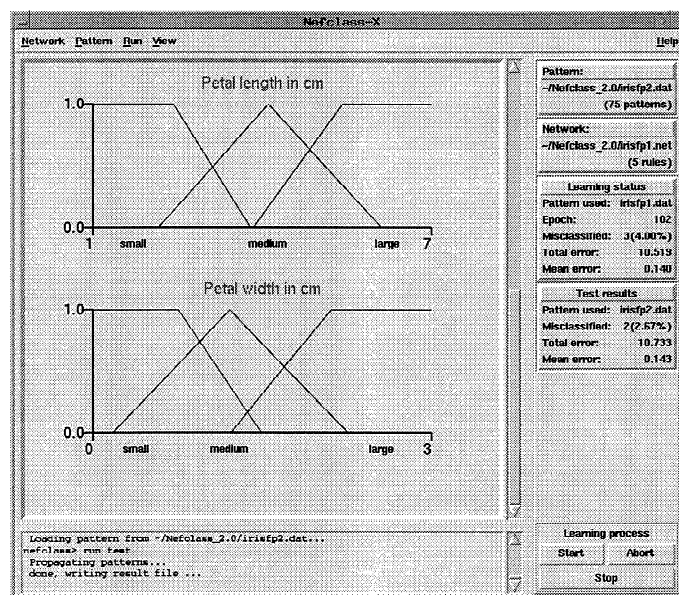 Nefclass-X
Network Pattern Run View Help
Petal length in cm
1.0
0.0
1 small medium large 7
Petal width in cm
1.0
0.0
0 small medium large 3
Pattern:
~/Nefclass_2.0/irisfp2.dat
(75 patterns)
Network:
~/Nefclass_2.0/irisfp1.net
(5 rules)
Learning status
Pattern used: irisfp1.dat
Epoch: 102
Misclassified: 3(4.00%)
Total error: 10.519
Mean error: 0.140
Test results
Pattern used: irisfp2.dat
Misclassified: 2(2.67%)
Total error: 10.733
Mean error: 0.143
Loading pattern from ~/Nefclass_2.0/irisfp2.dat...
nefclass> run test
Propagating patterns...
done, writing result file ...
Learning process
Start Abort
Stop